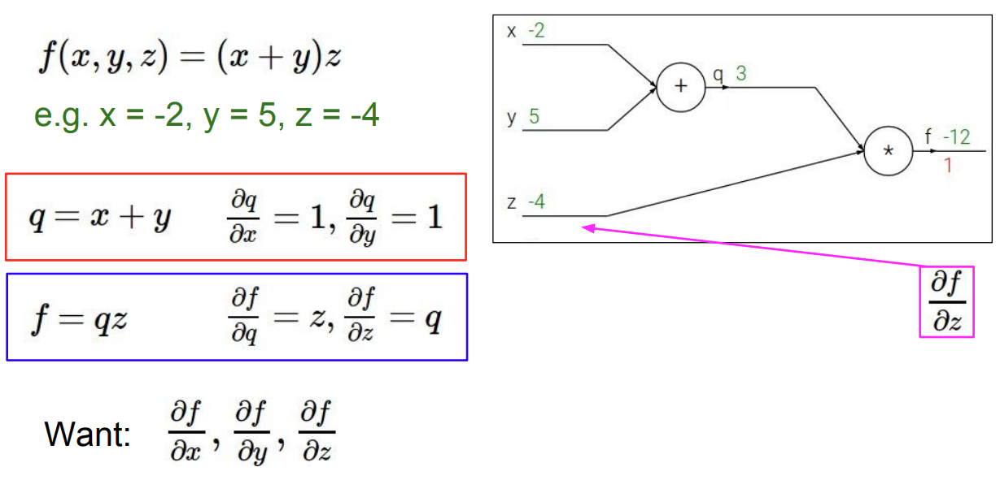 f(x, y, z) = (x + y)z
e.g. x = -2, y = 5, z = -4
q = x + y    ∂q/∂x = 1, ∂q/∂y = 1
f = qz    ∂f/∂q = z, ∂f/∂z = q
Want: ∂f/∂x, ∂f/∂y, ∂f/∂z
x -2
+
q 3
y 5
*
f -12
1
z -4
∂f/∂z